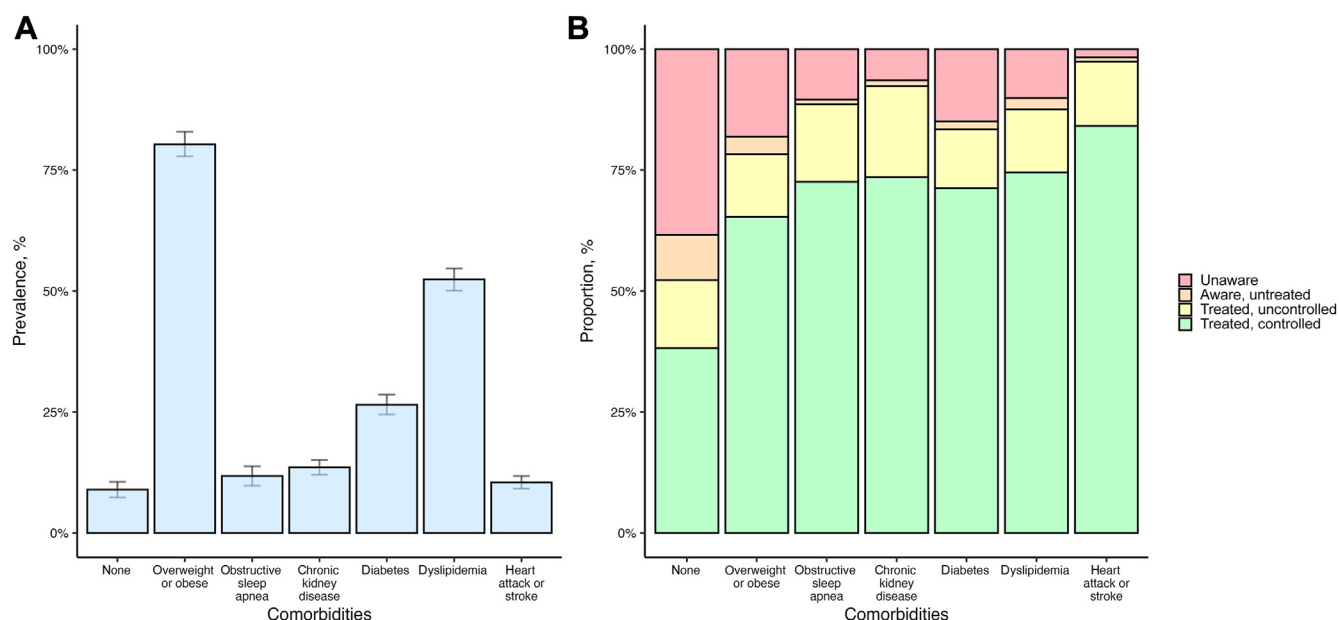 A
100%
75%
50%
25%
0%
Prevalence, %
None
Overweight
or obese
Obstructive
sleep
apnea
Chronic
kidney
disease
Diabetes
Dyslipidemia
Heart
attack or
stroke
Comorbidities
B
100%
75%
50%
25%
0%
Proportion, %
None
Overweight
or obese
Obstructive
sleep
apnea
Chronic
kidney
disease
Diabetes
Dyslipidemia
Heart
attack or
stroke
Comorbidities
Unaware
Aware, untreated
Treated, uncontrolled
Treated, controlled